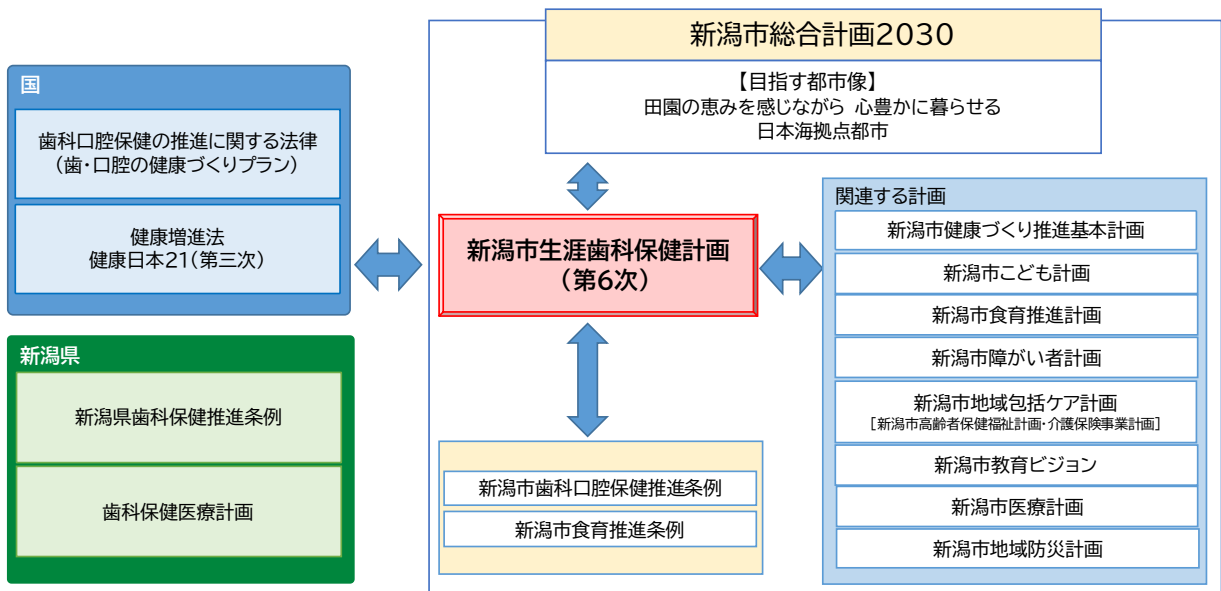 国
歯科口腔保健の推進に関する法律
(歯・口腔の健康づくりプラン)
健康増進法
健康日本21(第三次)
新潟県
新潟県歯科保健推進条例
歯科保健医療計画
新潟市総合計画2030
【目指す都市像】
田園の恵みを感じながら 心豊かに暮らせる
日本海拠点都市
新潟市生涯歯科保健計画
(第6次)
新潟市歯科口腔保健推進条例
新潟市食育推進条例
関連する計画
新潟市健康づくり推進基本計画
新潟市こども計画
新潟市食育推進計画
新潟市障がい者計画
新潟市地域包括ケア計画
[新潟市高齢者保健福祉計画・介護保険事業計画]
新潟市教育ビジョン
新潟市医療計画
新潟市地域防災計画